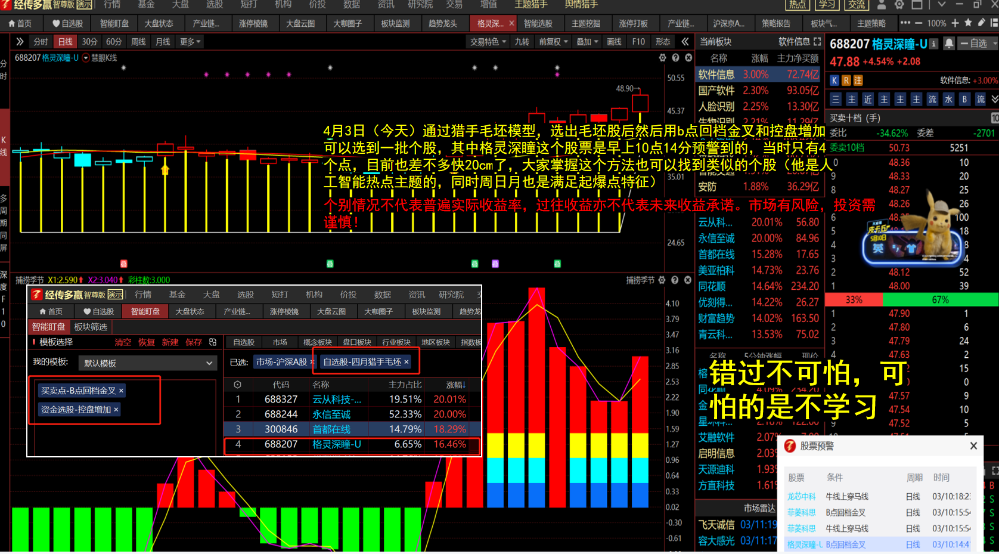 经传多赢 智尊版 演示 行情 基金 大盘 选股 短打 机构 价投 数据 资讯 研究院 交易 增值 主题猎手 舆情猎手 热点 学习 交流
首页 自选股 智能盯盘 大盘状态 产业链... 涨停棱镜 大盘云图 大咖圈子 板块监测 趋势龙头 格灵深... × 智能选股 主题挖掘 涨停打板 产业链... 沪深京A... 策略报告 板块气... 主题策略 100%
分时 日线 30分 60分 周线 月线 更多 交易特色 九转 前复权 叠加 画线 F10 形态
688207 格灵深瞳-U 慧眼K线
分时
K线
多周期同屏
深度F10
50.55
48.90→
45.37
35.01
24.65
4月3日（今天）通过猎手毛坯模型，选出毛坯股后然后用b点回档金叉和控盘增加
可以选到一批个股，其中格灵深瞳这个股票是早上10点14分预警到的，当时只有4
个点，目前也差不多快20cm了，大家掌握这个方法也可以找到类似的个股（他是人
工智能热点主题的，同时周日月也是满足起爆点特征）
个别情况不代表普遍实际收益率，过往收益亦不代表未来收益承诺。市场有风险，投资需
谨慎！
捕捞季节 X1:2.590 X2:3.040 彩柱数:3.000
捕捞季节
4.10
3.79
3.47
3.16
2.85
2.53
2.22
1.90
1.59
1.27
0.96
0.64
0.33
0.02
-0.30
-0.61
经传多赢 智尊版 演示 行情 基金 大盘 选股 短打 机构 价投 数据 资讯 研究院
首页 自选股 智能盯盘 大盘状态 产业链... 涨停棱镜 大盘云图 大咖圈子 板块监测 趋势龙
智能盯盘 板块筛选
模板选择 清空 恢复 新建 保存
我的模板: 默认模板
买卖点-B点回档金叉 ×
资金选股-控盘增加 ×
自选股 市场 概念板块 盘口板块 行业板块 地区板块 指数板
已选: 市场-沪深A股 × 自选股-四月猎手毛坯 ×
代码 名称 主力占比 涨幅↓
1 688327 云从科技-... 19.51% 20.01%
2 688244 永信至诚 52.33% 20.00%
3 300846 首都在线 14.79% 18.29%
4 688207 格灵深瞳-U 6.65% 16.46%
当前板块 软件信息
名称 涨幅 主力净买额
软件信息 3.00% 72.74亿
国产软件 2.30% 93.05亿
人脸识别 2.25% 13.30亿
安防 1.88% 36.29亿
云从科... 20.01% 56.80
永信至诚 20.00% 84.96
首都在线 15.28% 17.65
美亚柏科 14.73% 23.76
同花顺 14.64% 234.20
优刻得... 14.22% 26.27
财富趋势 14.02% 163.50
青云科... 13.53% 75.02
名称 5分钟涨幅 现价
错过不可怕，可
怕的是不学习
艾融软件 2.07%
启明信息 2.03%
天源迪科 1.93%
方直科技 1.61%
市场雷达
飞天诚信 03/11:19
容大感光 03/11:17
688207 格灵深瞳-U 自选
47.88 +4.54% +2.08
K R 注 软件信息: +3.00%
三 主 近 主 主 主 流 水 B 流
买卖十档 (手) 10
委比 -34.62% 委差 -2701
委卖10档 50.73 5251
0 48.36 10
9 48.33 20
8 48.27 25
48.26 26
6 100
5 18
4
3
2 48.12 52
1 48.00 39
33% 67%
1 47.90 1
2 47.80 6
3 47.79 24
4 47.63 2
15
0
47.57 9
47.54 10
47.52 5
皮卡丘
5月10日
英
股票预警 ×
股票 条件 周期 时间
龙芯中科 牛线上穿马线 日线 03/10:18:23
菲菱科思 B点回档金叉 日线 03/10:15:54
菲菱科思 牛线上穿马线 日线 03/10:15:54
格灵深瞳-U B点回档金叉 日线 03/10:14:41